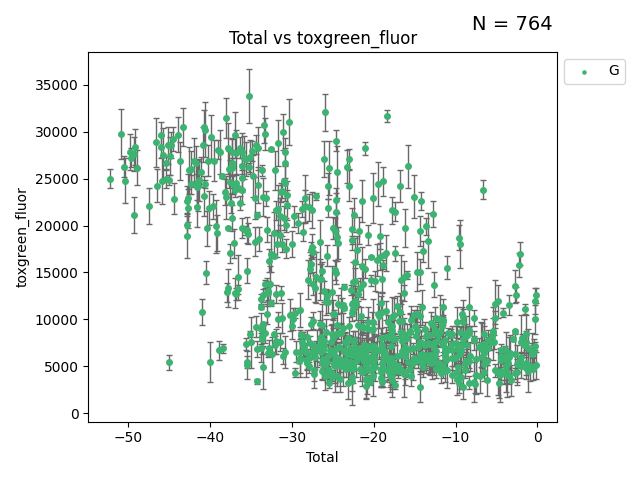 N = 764
Total vs toxgreen_fluor
G
toxgreen_fluor
35000
30000
25000
20000
15000
10000
5000
0
−50 −40 −30 −20 −10 0
Total